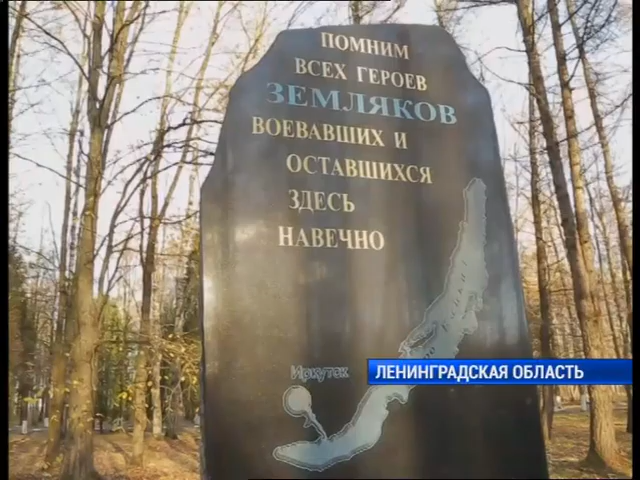 ПОМНИМ
ВСЕХ ГЕРОЕВ
ЗЕМЛЯКОВ
ВОЕВАВШИХ И
ОСТАВШИХСЯ
ЗДЕСЬ
НАВЕЧНО
Иркутск
ЛЕНИНГРАДСКАЯ ОБЛАСТЬ